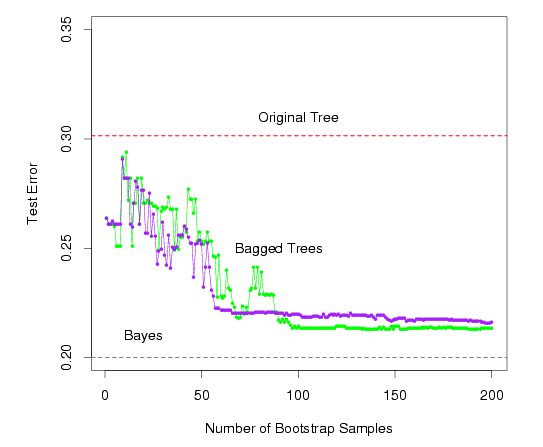 0.35
Original Tree
0.30
Test Error
Bagged Trees
0.25
Bayes
0.20
0 50 100 150 200
Number of Bootstrap Samples